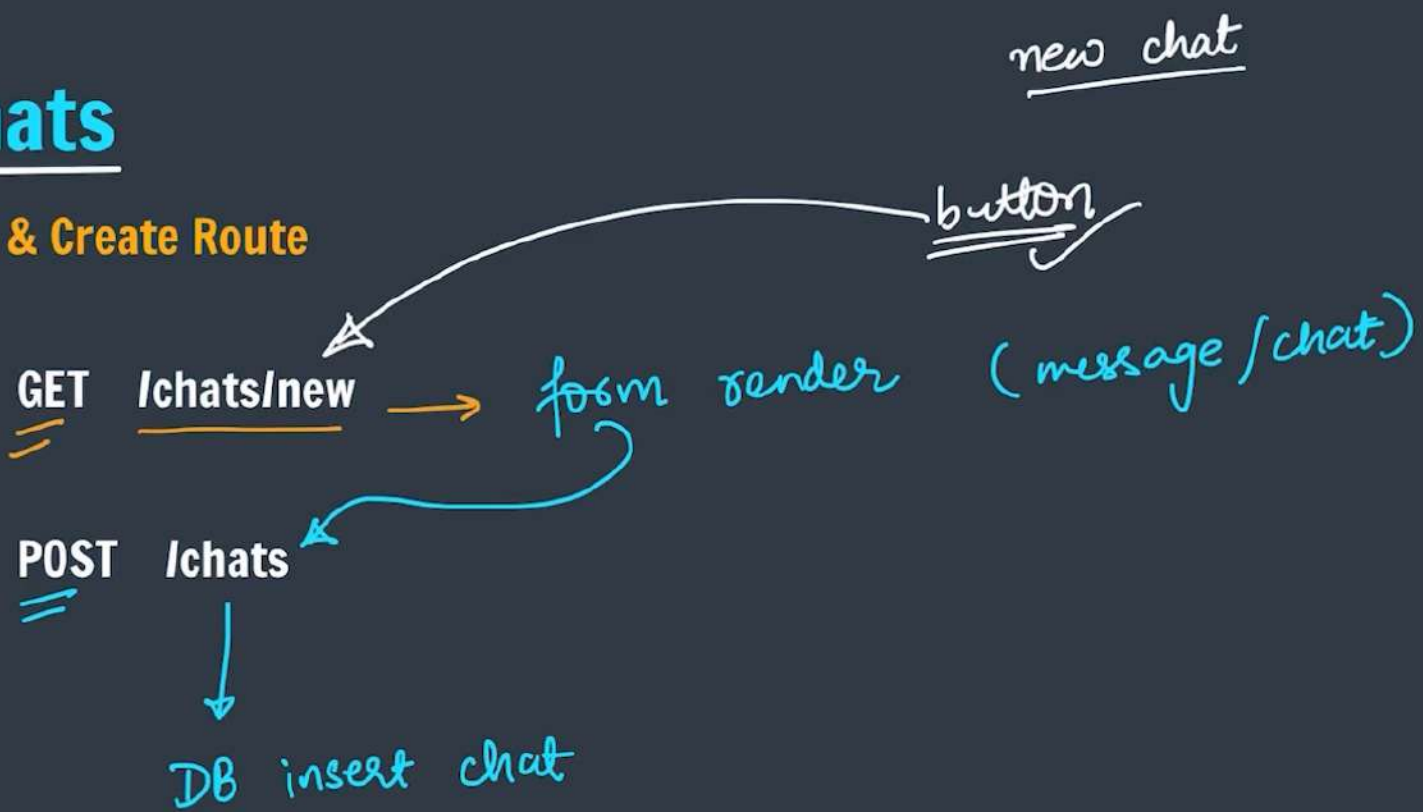 new chat
ats
button
& Create Route
GET /chats/new → form render (message/chat)
POST /chats
DB insert chat